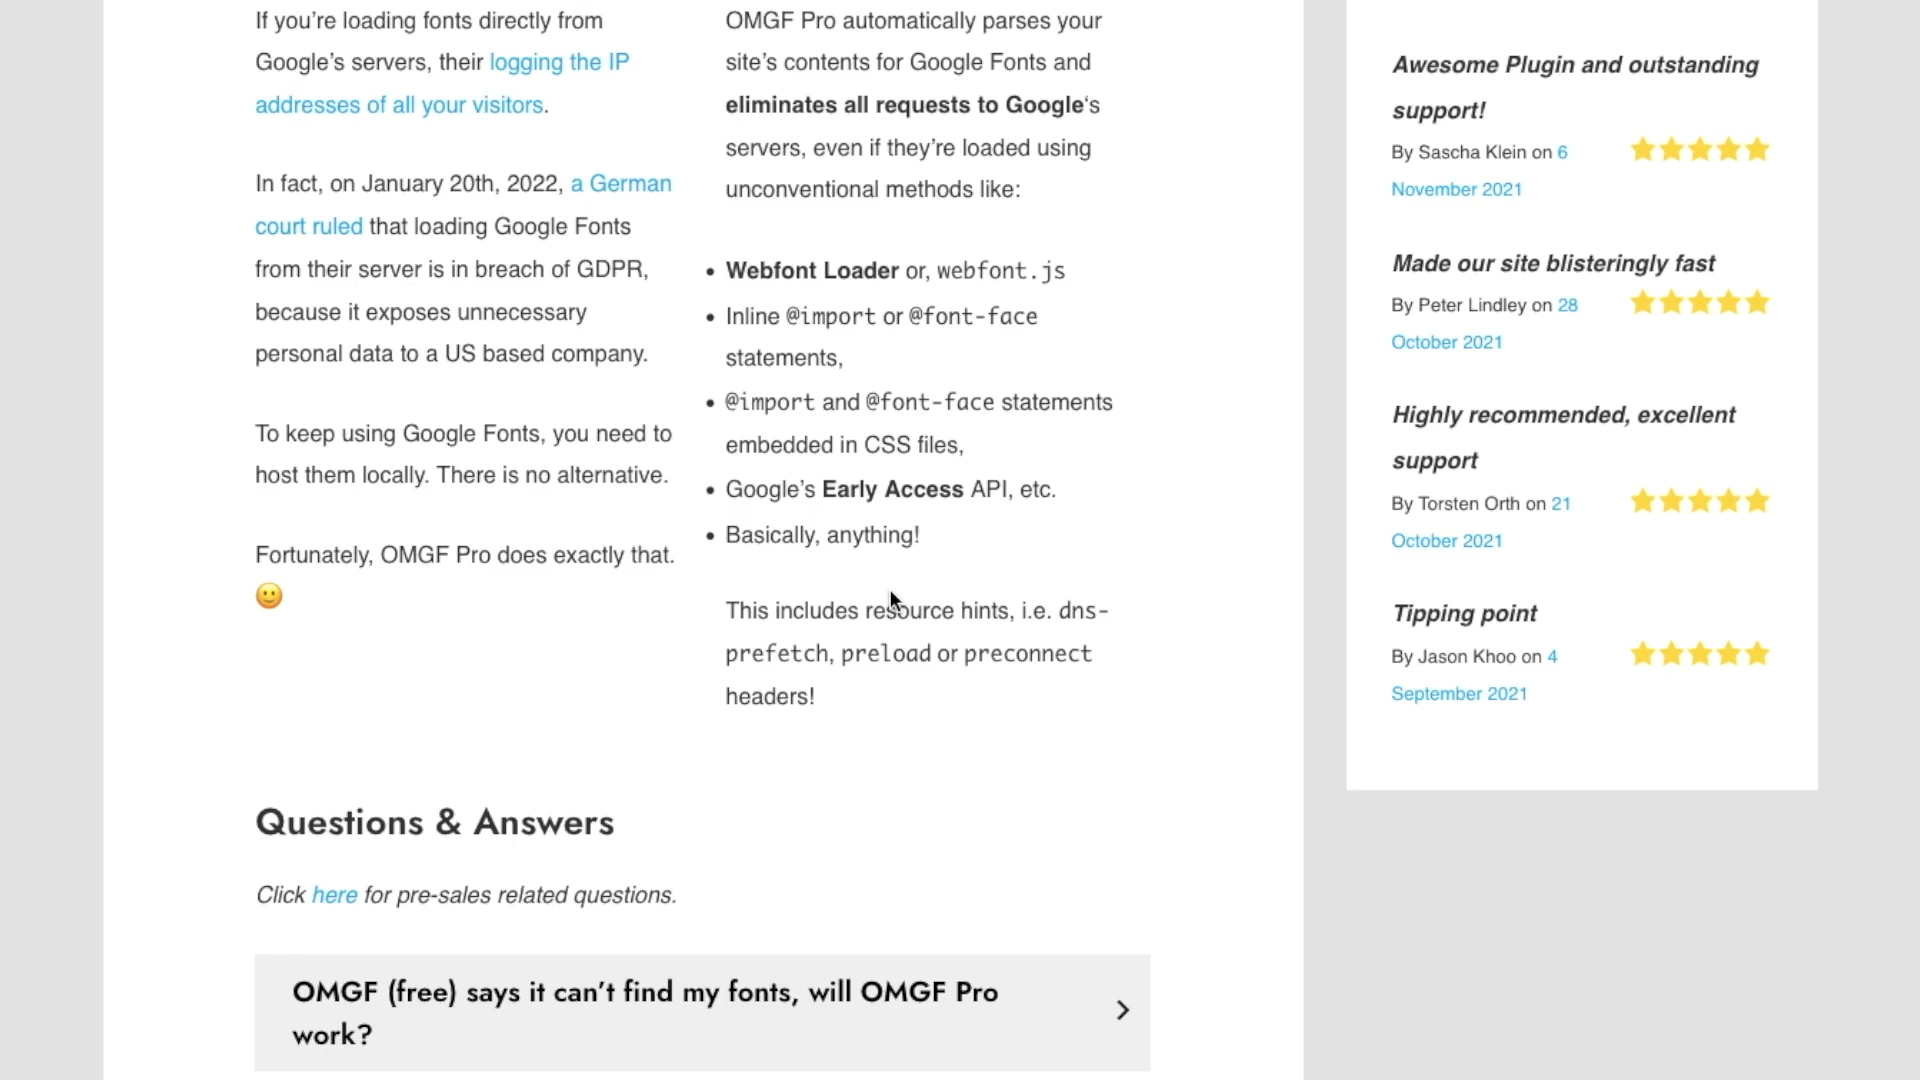 If you’re loading fonts directly from
Google’s servers, their logging the IP
addresses of all your visitors.
In fact, on January 20th, 2022, a German
court ruled that loading Google Fonts
from their server is in breach of GDPR,
because it exposes unnecessary
personal data to a US based company.
To keep using Google Fonts, you need to
host them locally. There is no alternative.
Fortunately, OMGF Pro does exactly that.
🙂
OMGF Pro automatically parses your
site’s contents for Google Fonts and
eliminates all requests to Google‘s
servers, even if they’re loaded using
unconventional methods like:
• Webfont Loader or, webfont.js
• Inline @import or @font-face
statements,
• @import and @font-face statements
embedded in CSS files,
• Google’s Early Access API, etc.
• Basically, anything!
This includes resource hints, i.e. dns-
prefetch, preload or preconnect
headers!
Questions & Answers
Click here for pre-sales related questions.
OMGF (free) says it can’t find my fonts, will OMGF Pro
work?
Awesome Plugin and outstanding
support!
By Sascha Klein on 6
November 2021
Made our site blisteringly fast
By Peter Lindley on 28
October 2021
Highly recommended, excellent
support
By Torsten Orth on 21
October 2021
Tipping point
By Jason Khoo on 4
September 2021